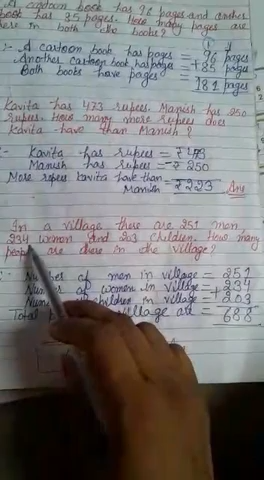 A cartoon book has 96 pages and another
book has 85 pages. How many pages are
there in both the books?
:- A cartoon book has pages = 96 pages
Another cartoon book has pages = +85 pages
Both books have pages = 181 pages
Kavita has 473 rupees. Manish has 250
rupees. How many more rupees does
Kavita have than Manish?
:- Kavita has rupees = ₹473
Manish has rupees = ₹250
More rupees kavita have than
Manish = ₹223 Ans
In a village there are 251 men
234 women and 203 children. How many
people are there in the village?
:- Number of men in village = 251
Number of women in village = 234
Num children in village = +203
Total village are = 688